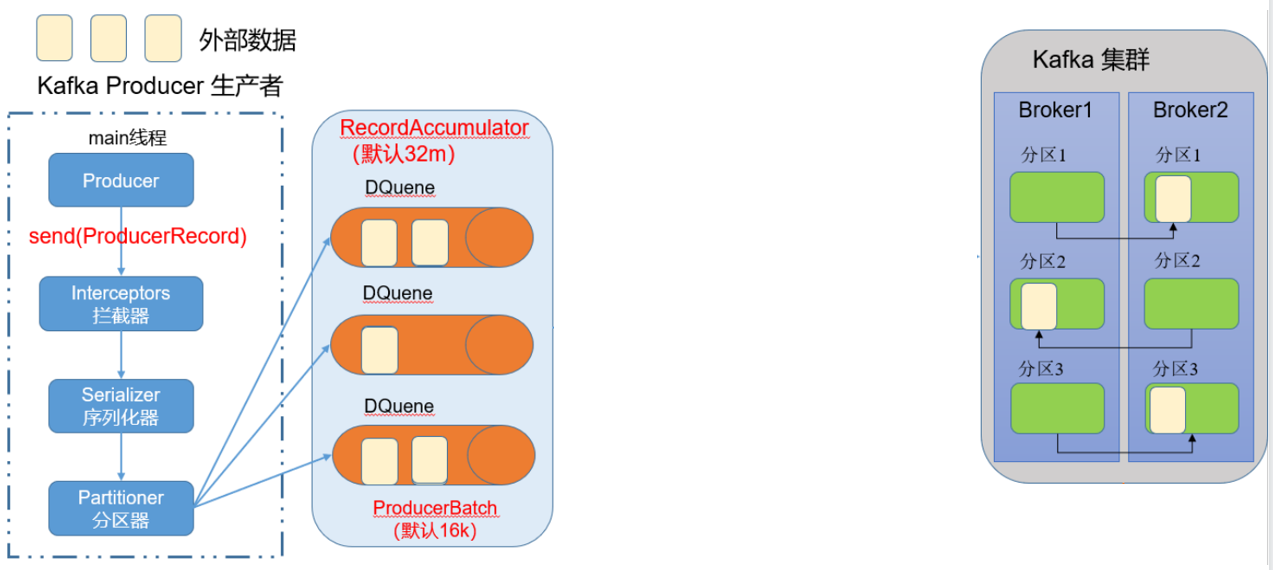 外部数据
Kafka Producer 生产者
main线程
Producer
send(ProducerRecord)
Interceptors
拦截器
Serializer
序列化器
Partitioner
分区器
RecordAccumulator
(默认32m)
DQuene
DQuene
DQuene
ProducerBatch
(默认16k)
Kafka 集群
Broker1
Broker2
分区1
分区1
分区2
分区2
分区3
分区3